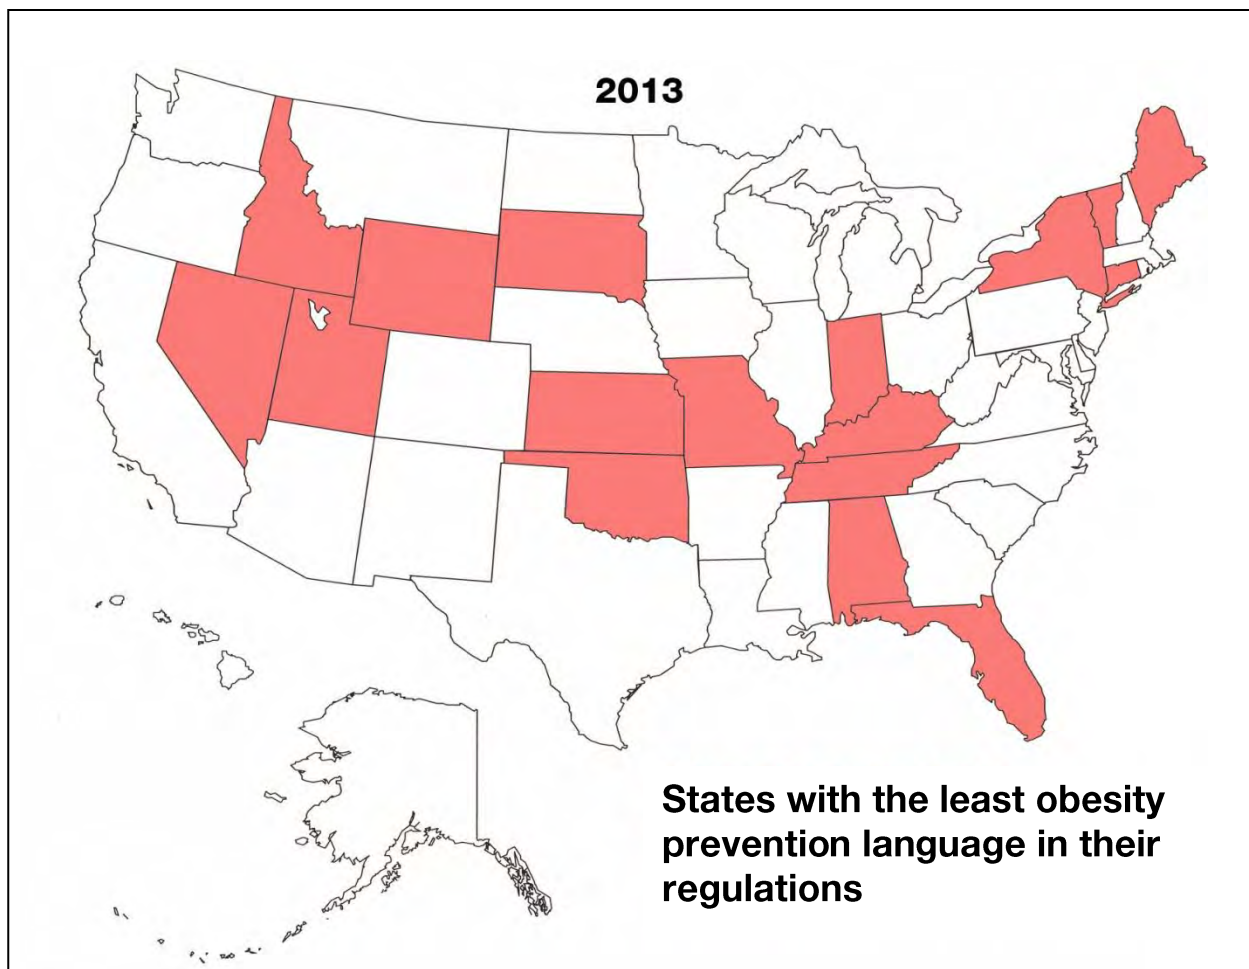 2013
States with the least obesity
prevention language in their
regulations